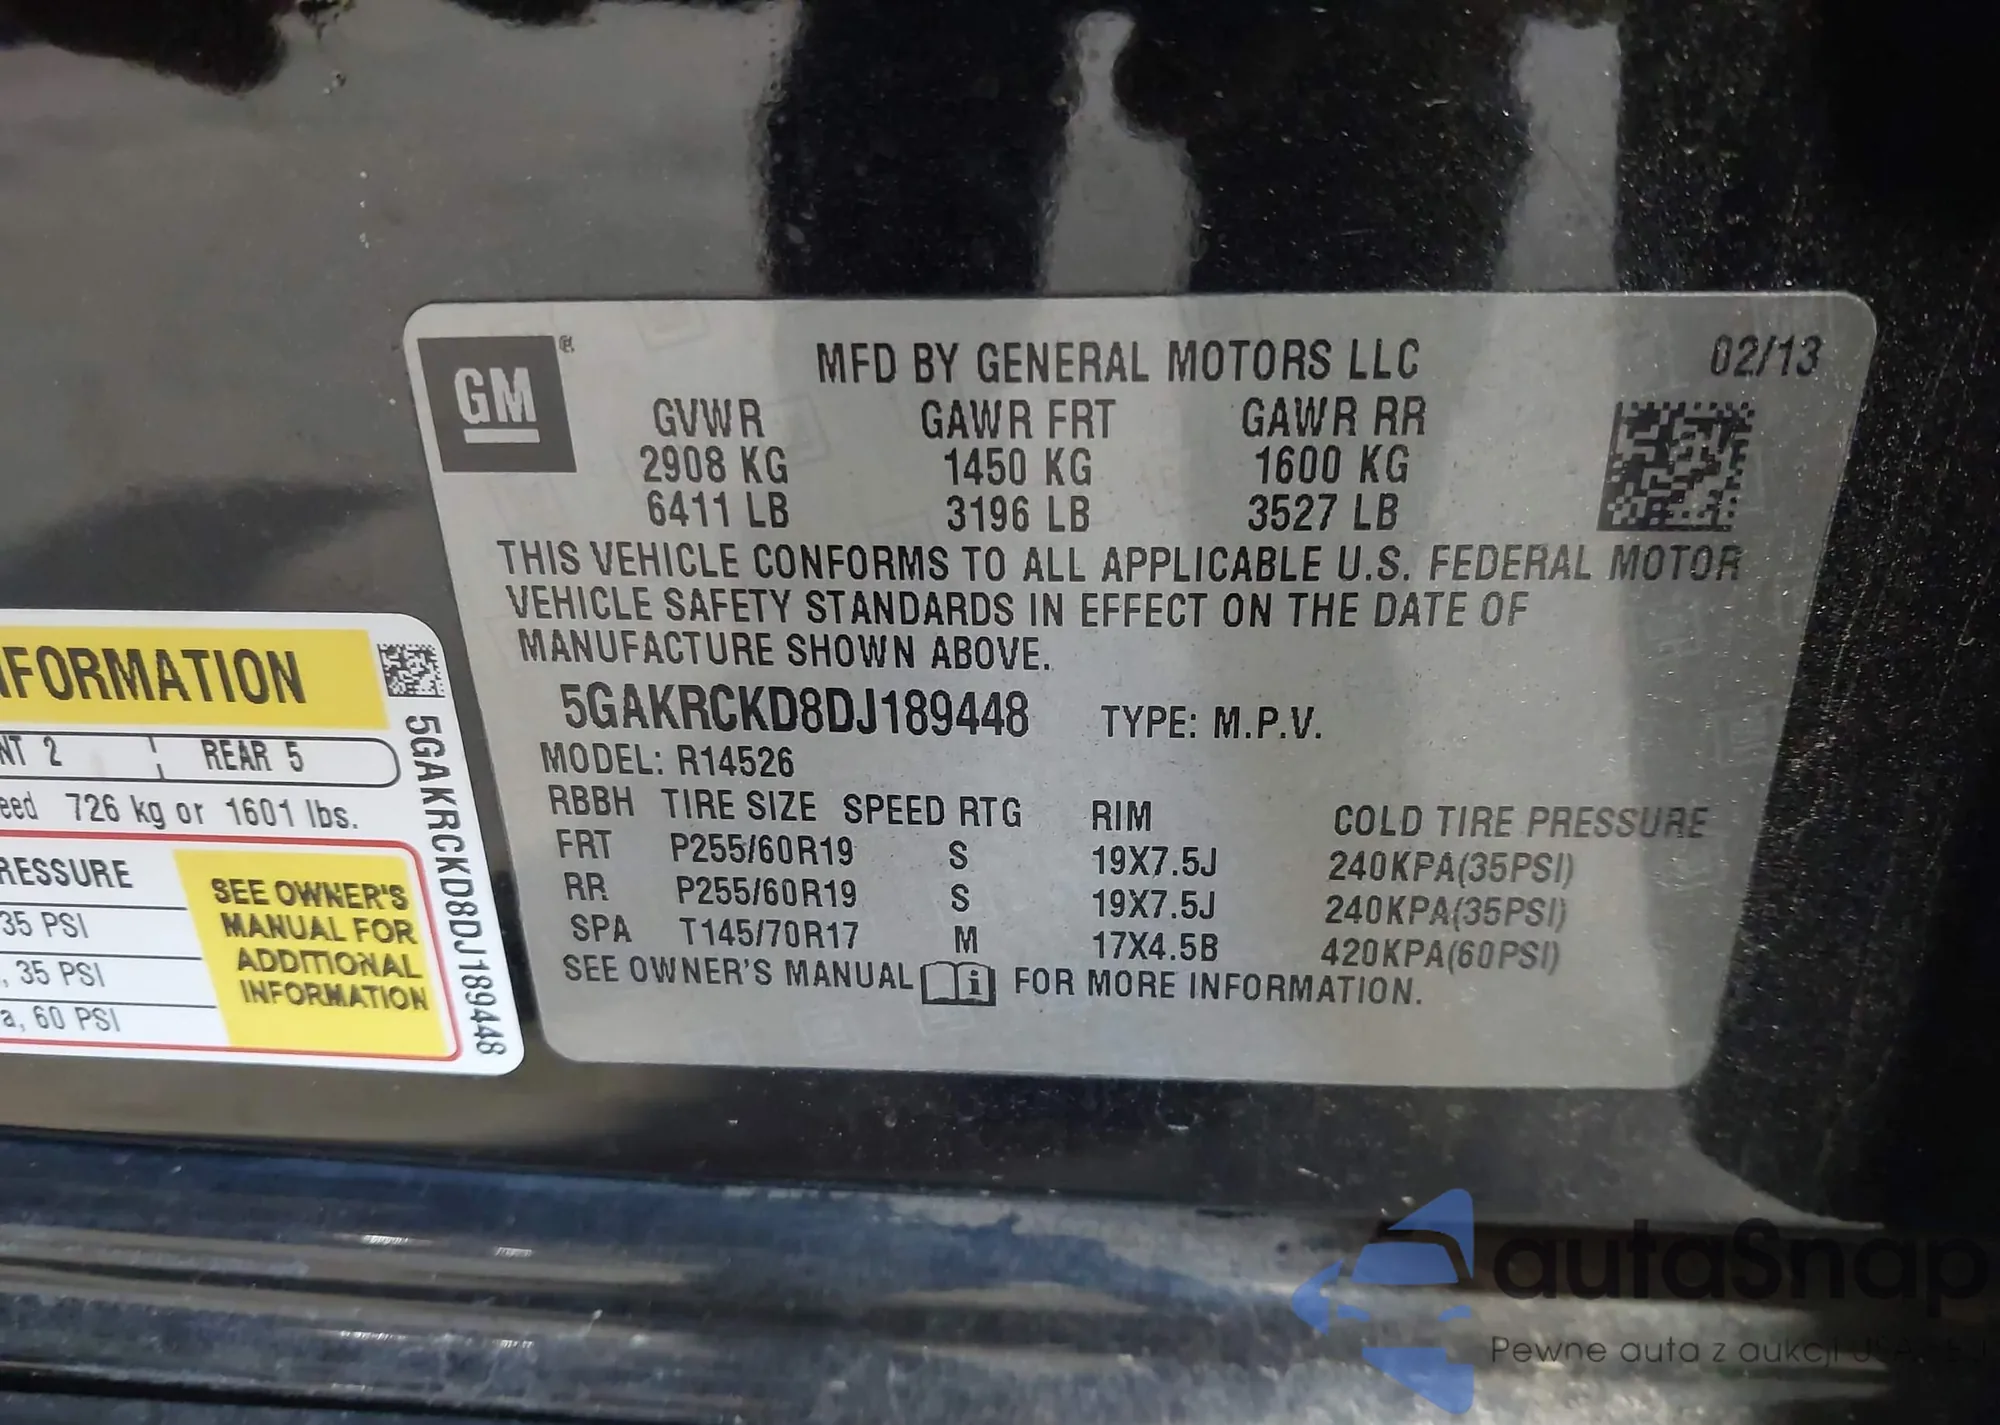 GM ®
MFD BY GENERAL MOTORS LLC 02/13
GVWR GAWR FRT GAWR RR
2908 KG 1450 KG 1600 KG
6411 LB 3196 LB 3527 LB
THIS VEHICLE CONFORMS TO ALL APPLICABLE U.S. FEDERAL MOTOR
VEHICLE SAFETY STANDARDS IN EFFECT ON THE DATE OF
MANUFACTURE SHOWN ABOVE.
5GAKRCKD8DJ189448 TYPE: M.P.V.
MODEL: R14526
RBBH TIRE SIZE SPEED RTG RIM COLD TIRE PRESSURE
FRT P255/60R19 S 19X7.5J 240KPA(35PSI)
RR P255/60R19 S 19X7.5J 240KPA(35PSI)
SPA T145/70R17 M 17X4.5B 420KPA(60PSI)
SEE OWNER'S MANUAL i FOR MORE INFORMATION.
FORMATION
NT 2 REAR 5
eed 726 kg or 1601 lbs.
RESSURE
35 PSI
, 35 PSI
a, 60 PSI
SEE OWNER'S
MANUAL FOR
ADDITIONAL
INFORMATION
5GAKRCKD8DJ189448
autaSnap
Pewne auta z aukcji